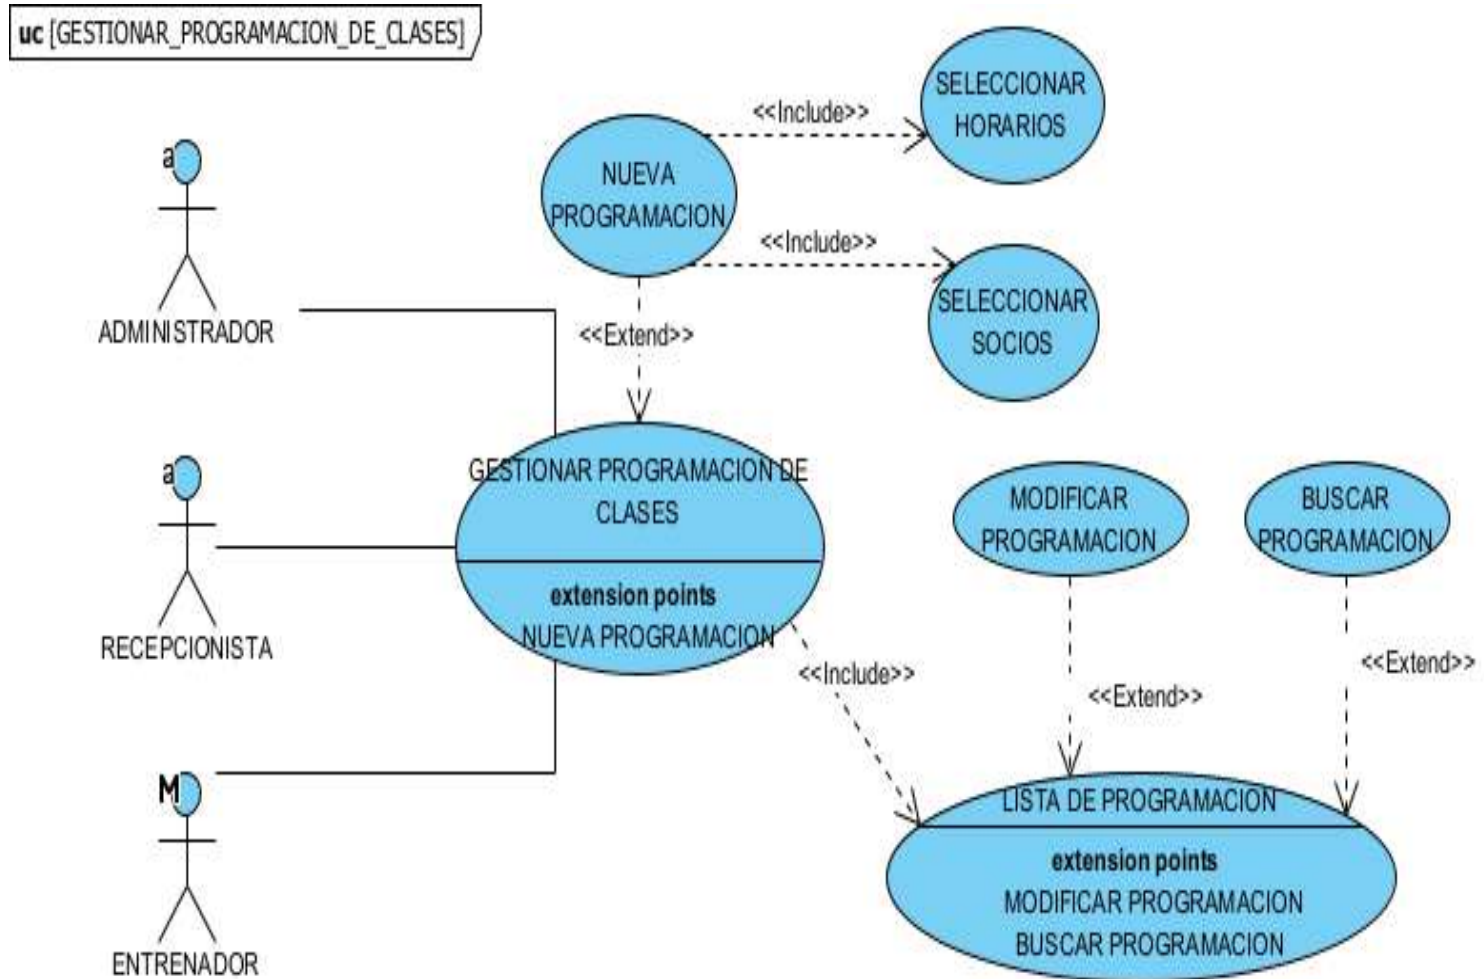 uc [GESTIONAR_PROGRAMACION_DE_CLASES]
a
ADMINISTRADOR
a
RECEPCIONISTA
M
ENTRENADOR
NUEVA
PROGRAMACION
<<Include>>
SELECCIONAR
HORARIOS
<<Include>>
SELECCIONAR
SOCIOS
<<Extend>>
GESTIONAR PROGRAMACION DE
CLASES
extension points
NUEVA PROGRAMACION
<<Include>>
MODIFICAR
PROGRAMACION
<<Extend>>
BUSCAR
PROGRAMACION
<<Extend>>
LISTA DE PROGRAMACION
extension points
MODIFICAR PROGRAMACION
BUSCAR PROGRAMACION